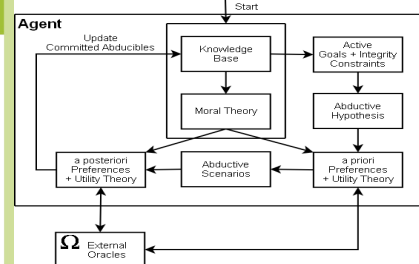 Start
Agent
Update
Committed Abducibles
Knowledge
Base
Active
Goals + Integrity
Constraints
Moral Theory
Abductive
Hypothesis
a posteriori
Preferences
+ Utility Theory
Abductive
Scenarios
a priori
Preferences
+ Utility Theory
Ω External
Oracles